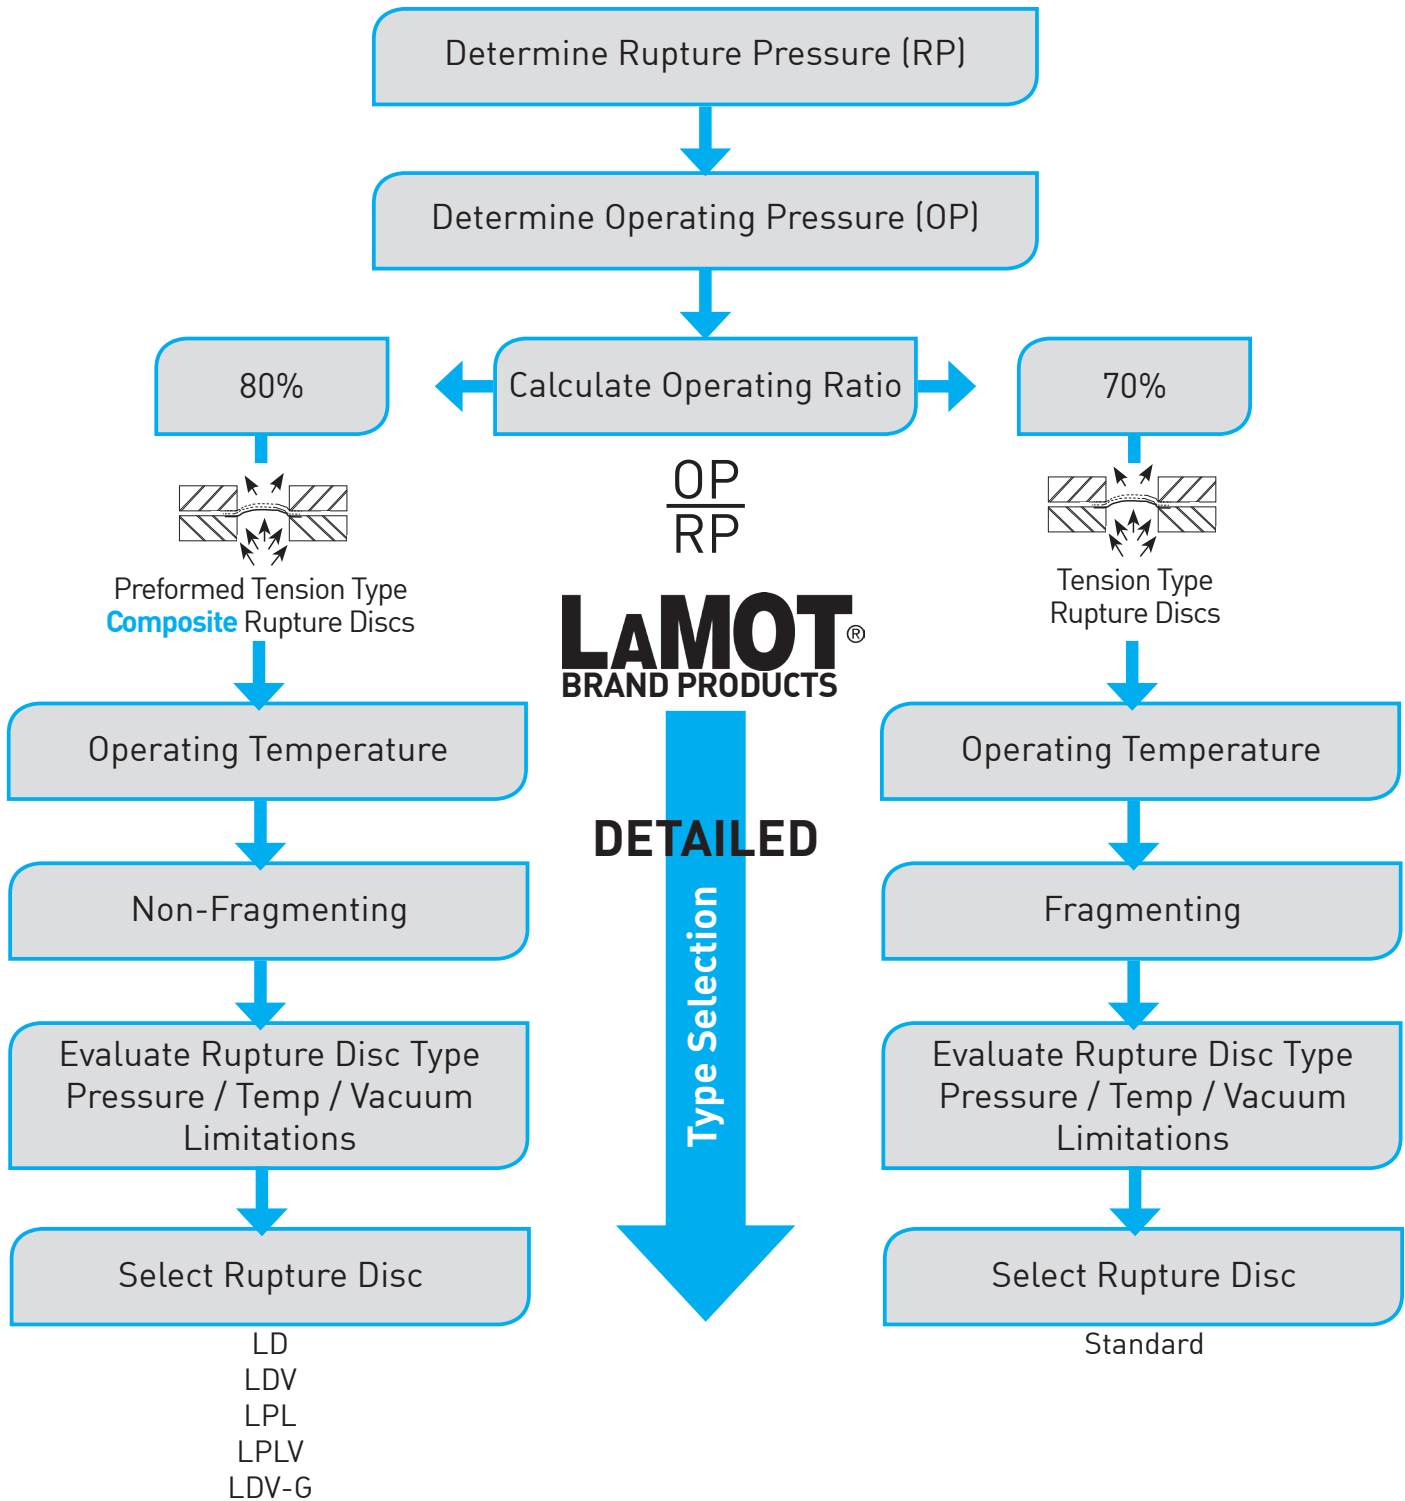 Determine Rupture Pressure (RP)
Determine Operating Pressure (OP)
80%
Calculate Operating Ratio
70%
OP
RP
Preformed Tension Type
Composite Rupture Discs
Tension Type
Rupture Discs
LAMOT®
BRAND PRODUCTS
Operating Temperature
Operating Temperature
DETAILED
Type Selection
Non-Fragmenting
Fragmenting
Evaluate Rupture Disc Type
Pressure / Temp / Vacuum
Limitations
Evaluate Rupture Disc Type
Pressure / Temp / Vacuum
Limitations
Select Rupture Disc
Select Rupture Disc
LD
LDV
LPL
LPLV
LDV-G
Standard